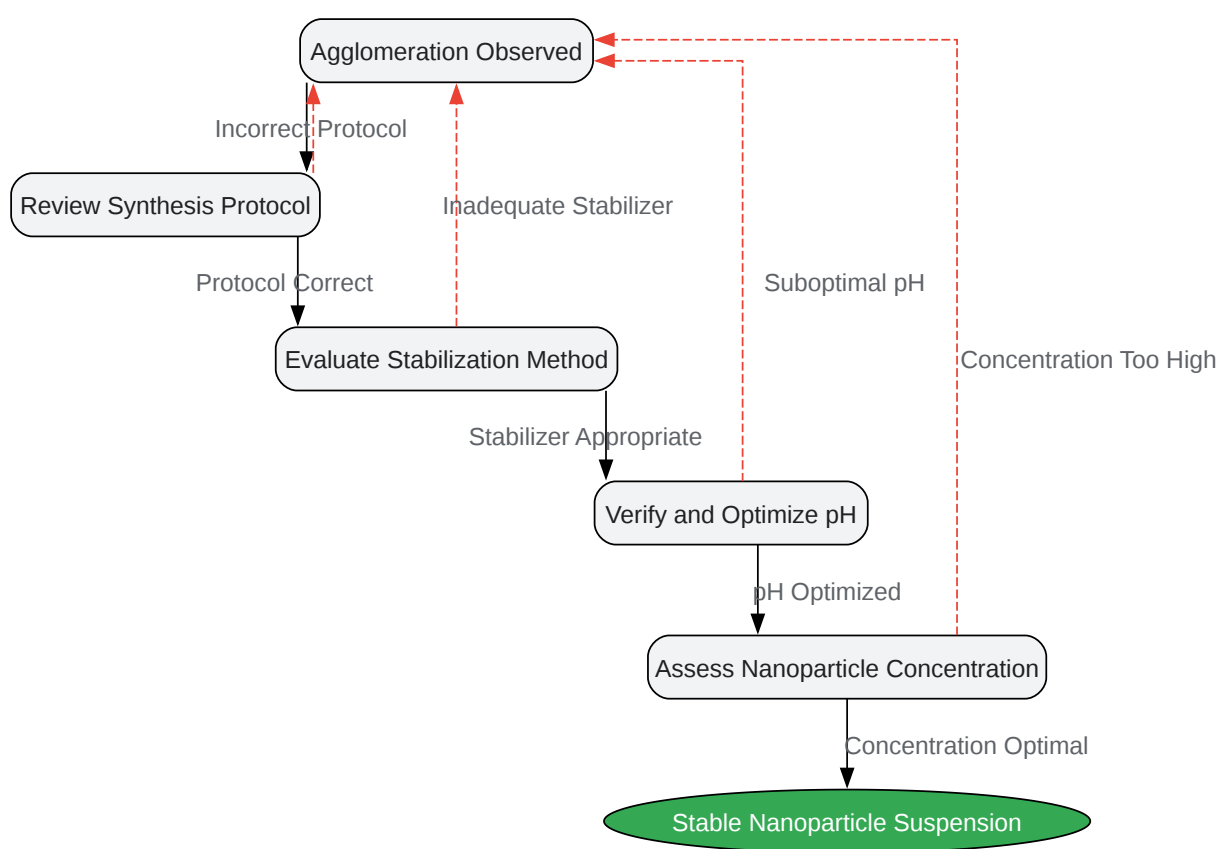 Agglomeration Observed
Incorrect Protocol
Review Synthesis Protocol
Inadequate Stabilizer
Protocol Correct
Suboptimal pH
Evaluate Stabilization Method
Concentration Too High
Stabilizer Appropriate
Verify and Optimize pH
pH Optimized
Assess Nanoparticle Concentration
Concentration Optimal
Stable Nanoparticle Suspension